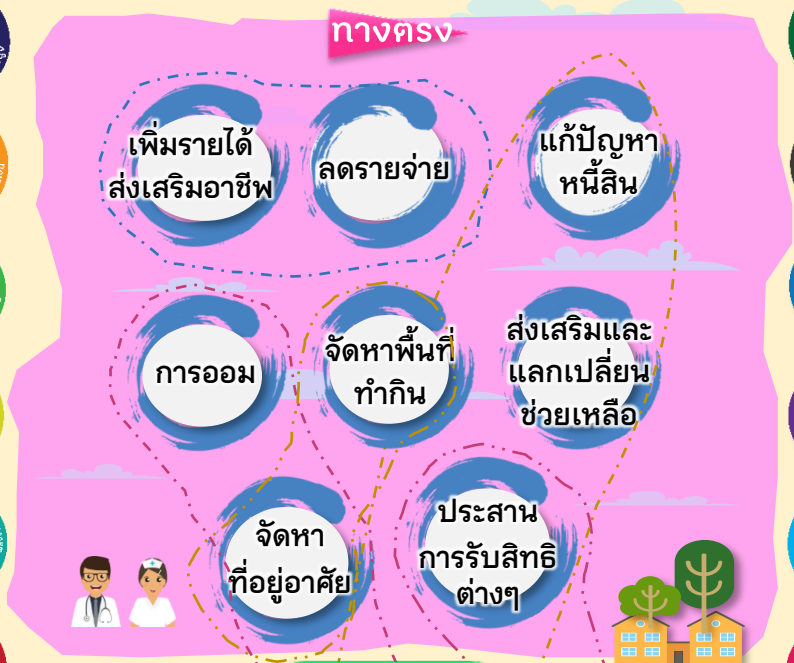 ทางตรง
เพิ่มรายได้
ส่งเสริมอาชีพ
ลดรายจ่าย
แก้ปัญหา
หนี้สิน
การออม
จัดหาพื้นที่
ทำกิน
ส่งเสริมและ
แลกเปลี่ยน
ช่วยเหลือ
จัดหา
ที่อยู่อาศัย
ประสาน
การรับสิทธิ
ต่างๆ